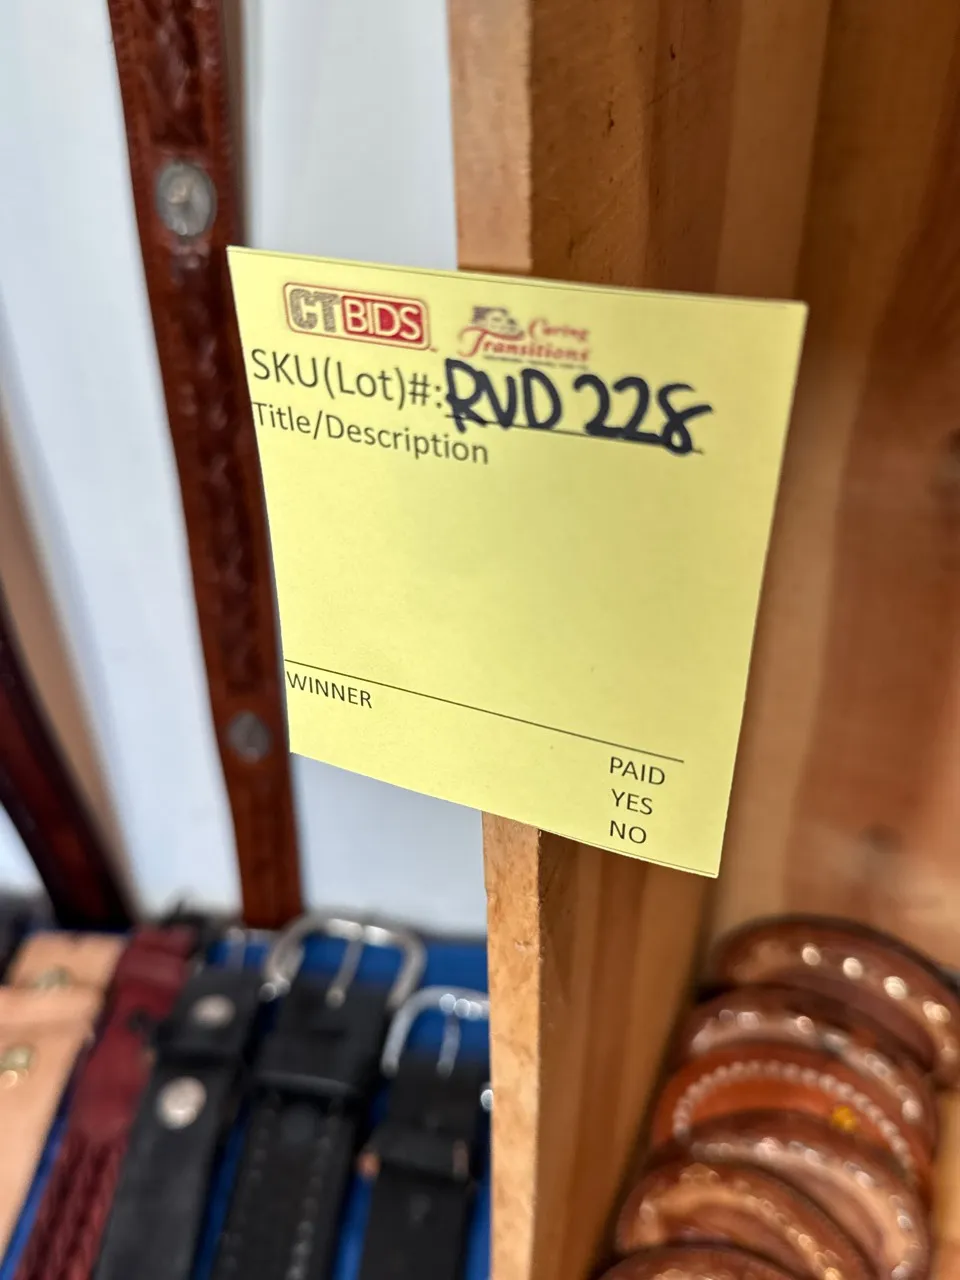 CTBIDS
Caring Transitions
SKU(Lot)#: RVD 228
Title/Description
WINNER
PAID
YES
NO